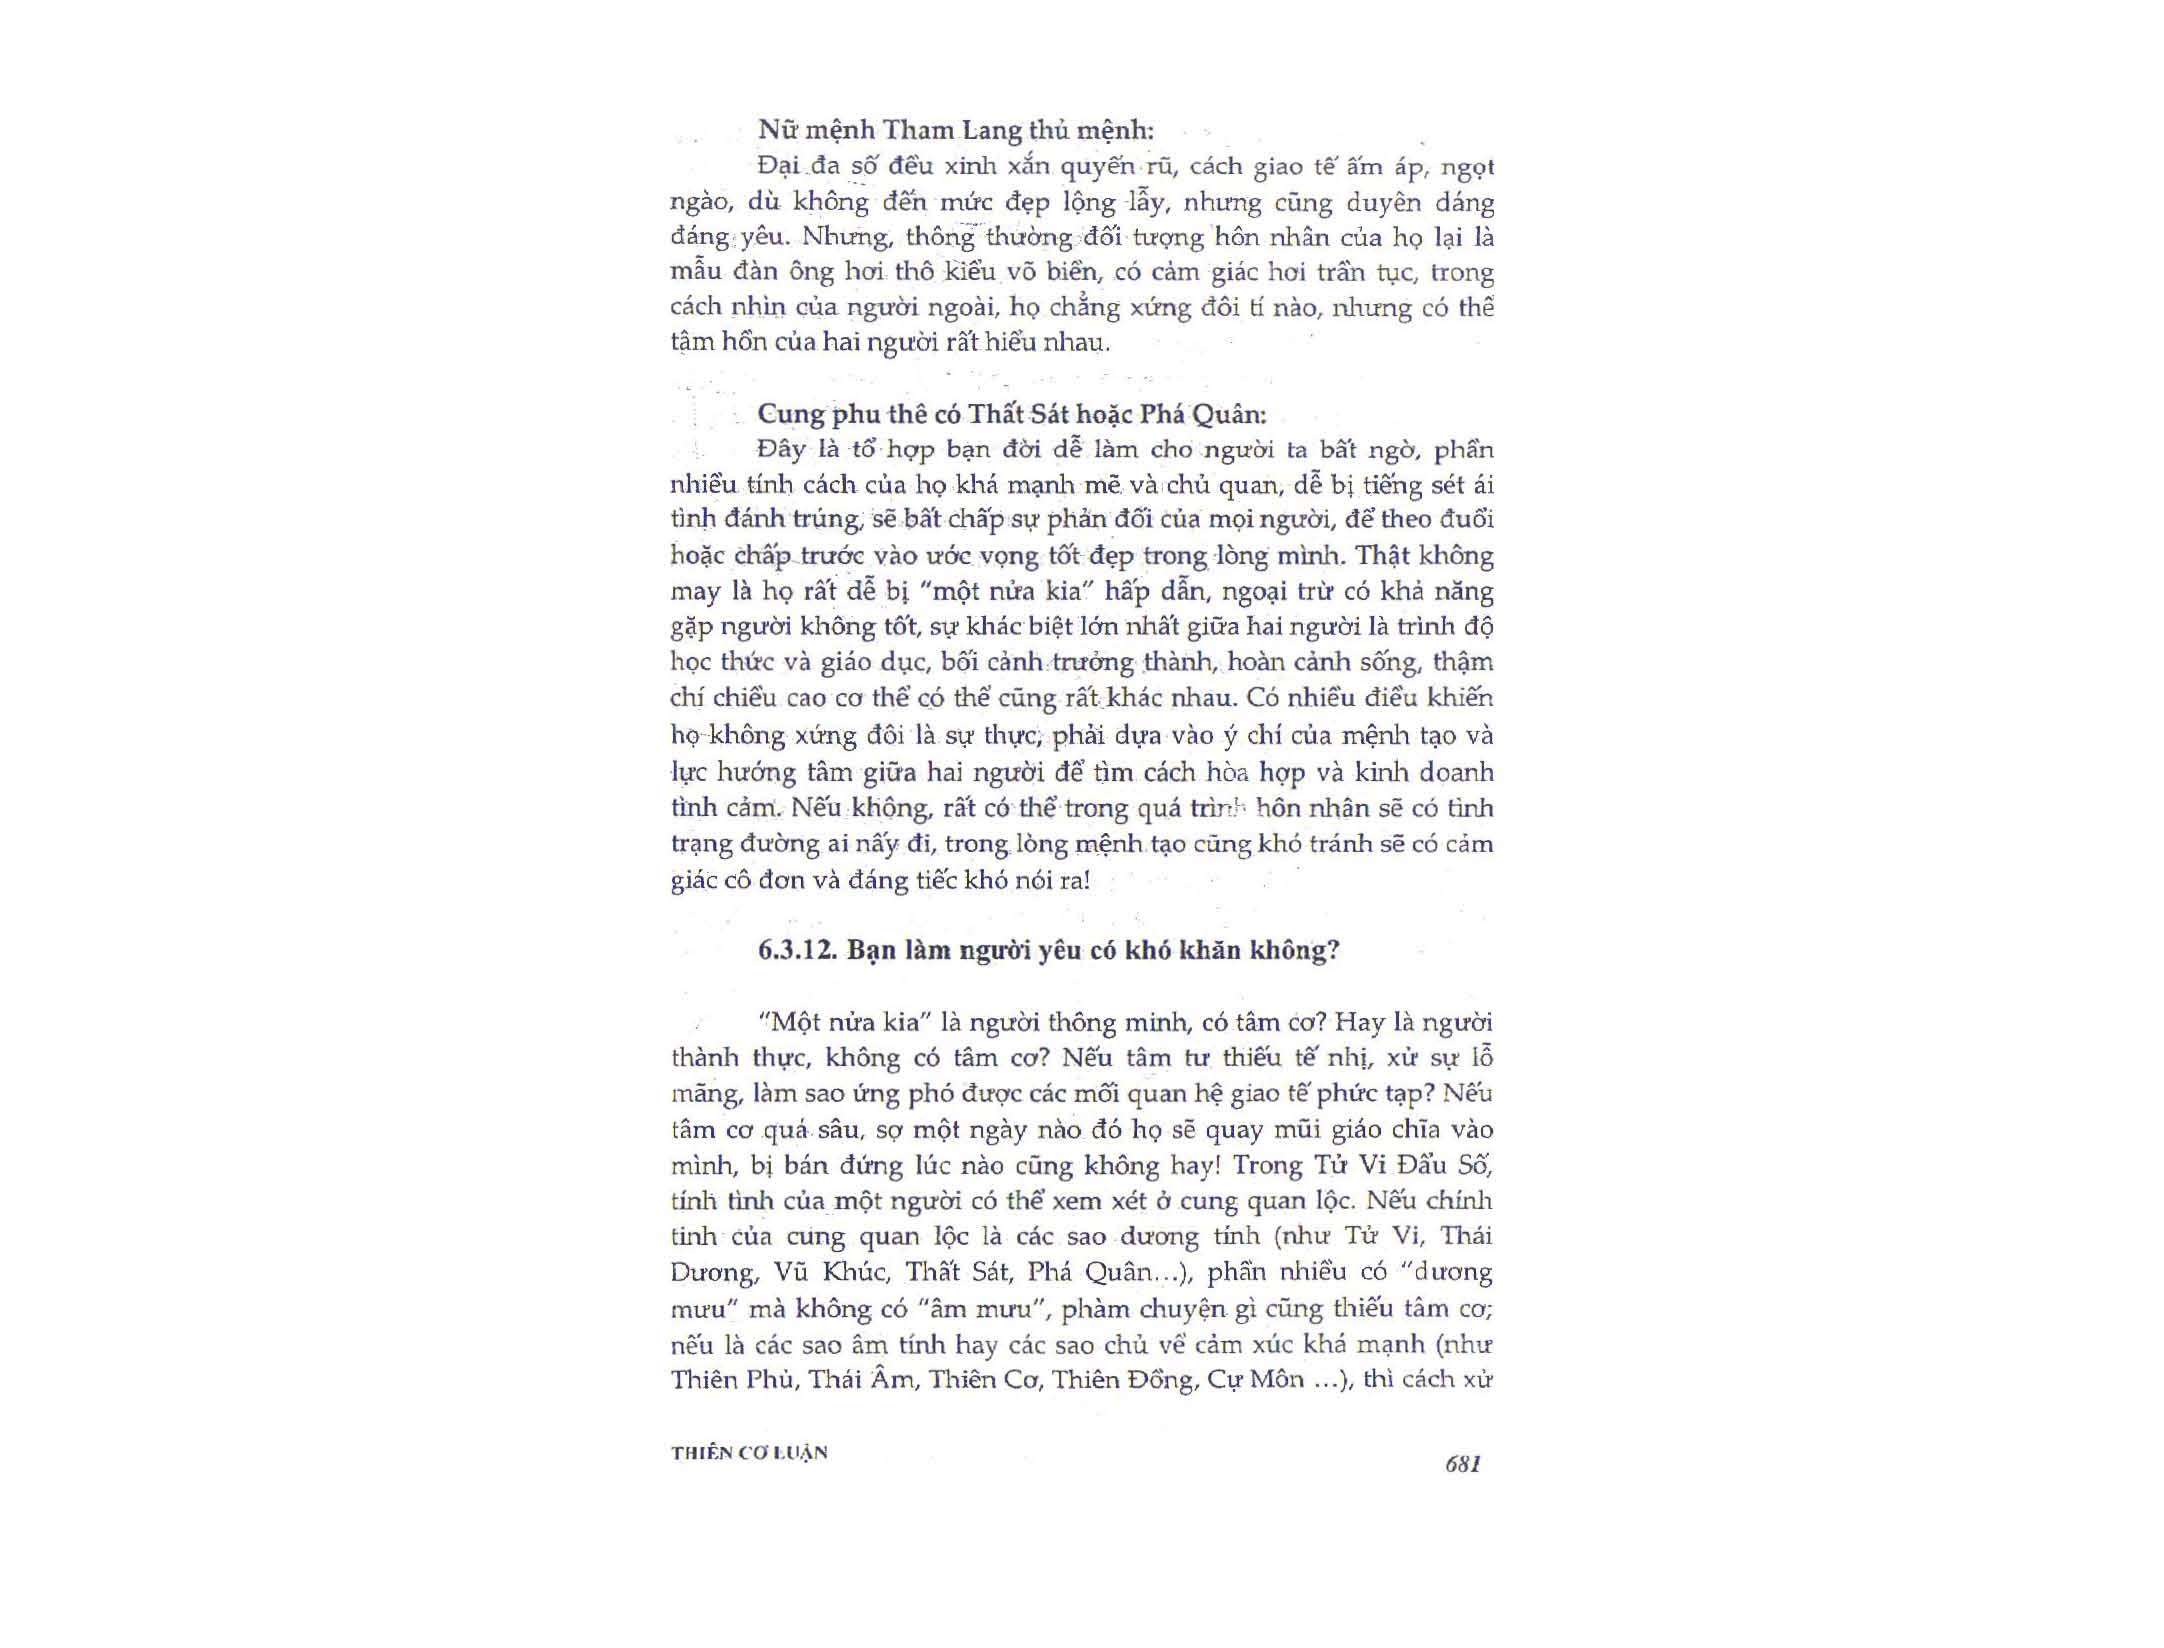 Nữ mệnh Tham Lang thủ mệnh:
Đại đa số đều xinh xắn quyến rũ, cách giao tế ấm áp, ngọt
ngào, dù không đến mức đẹp lộng lẫy, nhưng cũng duyên dáng
đáng yêu. Nhưng, thông thường đối tượng hôn nhân của họ lại là
mẫu đàn ông hơi thô kiểu võ biền, có cảm giác hơi trần tục, trong
cách nhìn của người ngoài, họ chẳng xứng đôi tí nào, nhưng có thể
tâm hồn của hai người rất hiểu nhau.
Cung phu thê có Thất Sát hoặc Phá Quân:
Đây là tổ hợp bạn đời dễ làm cho người ta bất ngờ, phần
nhiều tính cách của họ khá mạnh mẽ và chủ quan, dễ bị tiếng sét ái
tình đánh trúng, sẽ bất chấp sự phản đối của mọi người, để theo đuổi
hoặc chấp trước vào ước vọng tốt đẹp trong lòng mình. Thật không
may là họ rất dễ bị "một nửa kia" hấp dẫn, ngoại trừ có khả năng
gặp người không tốt, sự khác biệt lớn nhất giữa hai người là trình độ
học thức và giáo dục, bối cảnh trưởng thành, hoàn cảnh sống, thậm
chí chiều cao cơ thể có thể cũng rất khác nhau. Có nhiều điều khiến
họ không xứng đôi là sự thực, phải dựa vào ý chí của mệnh tạo và
lực hướng tâm giữa hai người để tìm cách hòa hợp và kinh doanh
tình cảm. Nếu không, rất có thể trong quá trình hôn nhân sẽ có tình
trạng đường ai nấy đi, trong lòng mệnh tạo cũng khó tránh sẽ có cảm
giác cô đơn và đáng tiếc khó nói ra!
6.3.12. Bạn làm người yêu có khó khăn không?
"Một nửa kia" là người thông minh, có tâm cơ? Hay là người
thành thực, không có tâm cơ? Nếu tâm tư thiếu tế nhị, xử sự lỗ
mãng, làm sao ứng phó được các mối quan hệ giao tế phức tạp? Nếu
tâm cơ quá sâu, sợ một ngày nào đó họ sẽ quay mũi giáo chĩa vào
mình, bị bán đứng lúc nào cũng không hay! Trong Tử Vi Đẩu Số,
tính tình của một người có thể xem xét ở cung quan lộc. Nếu chính
tinh của cung quan lộc là các sao dương tính (như Tử Vi, Thái
Dương, Vũ Khúc, Thất Sát, Phá Quân...), phần nhiều có "dương
mưu" mà không có "âm mưu", phàm chuyện gì cũng thiếu tâm cơ;
nếu là các sao âm tính hay các sao chủ về cảm xúc khá mạnh (như
Thiên Phủ, Thái Âm, Thiên Cơ, Thiên Đồng, Cự Môn ...), thì cách xử
THIÊN CƠ LUẬN
681